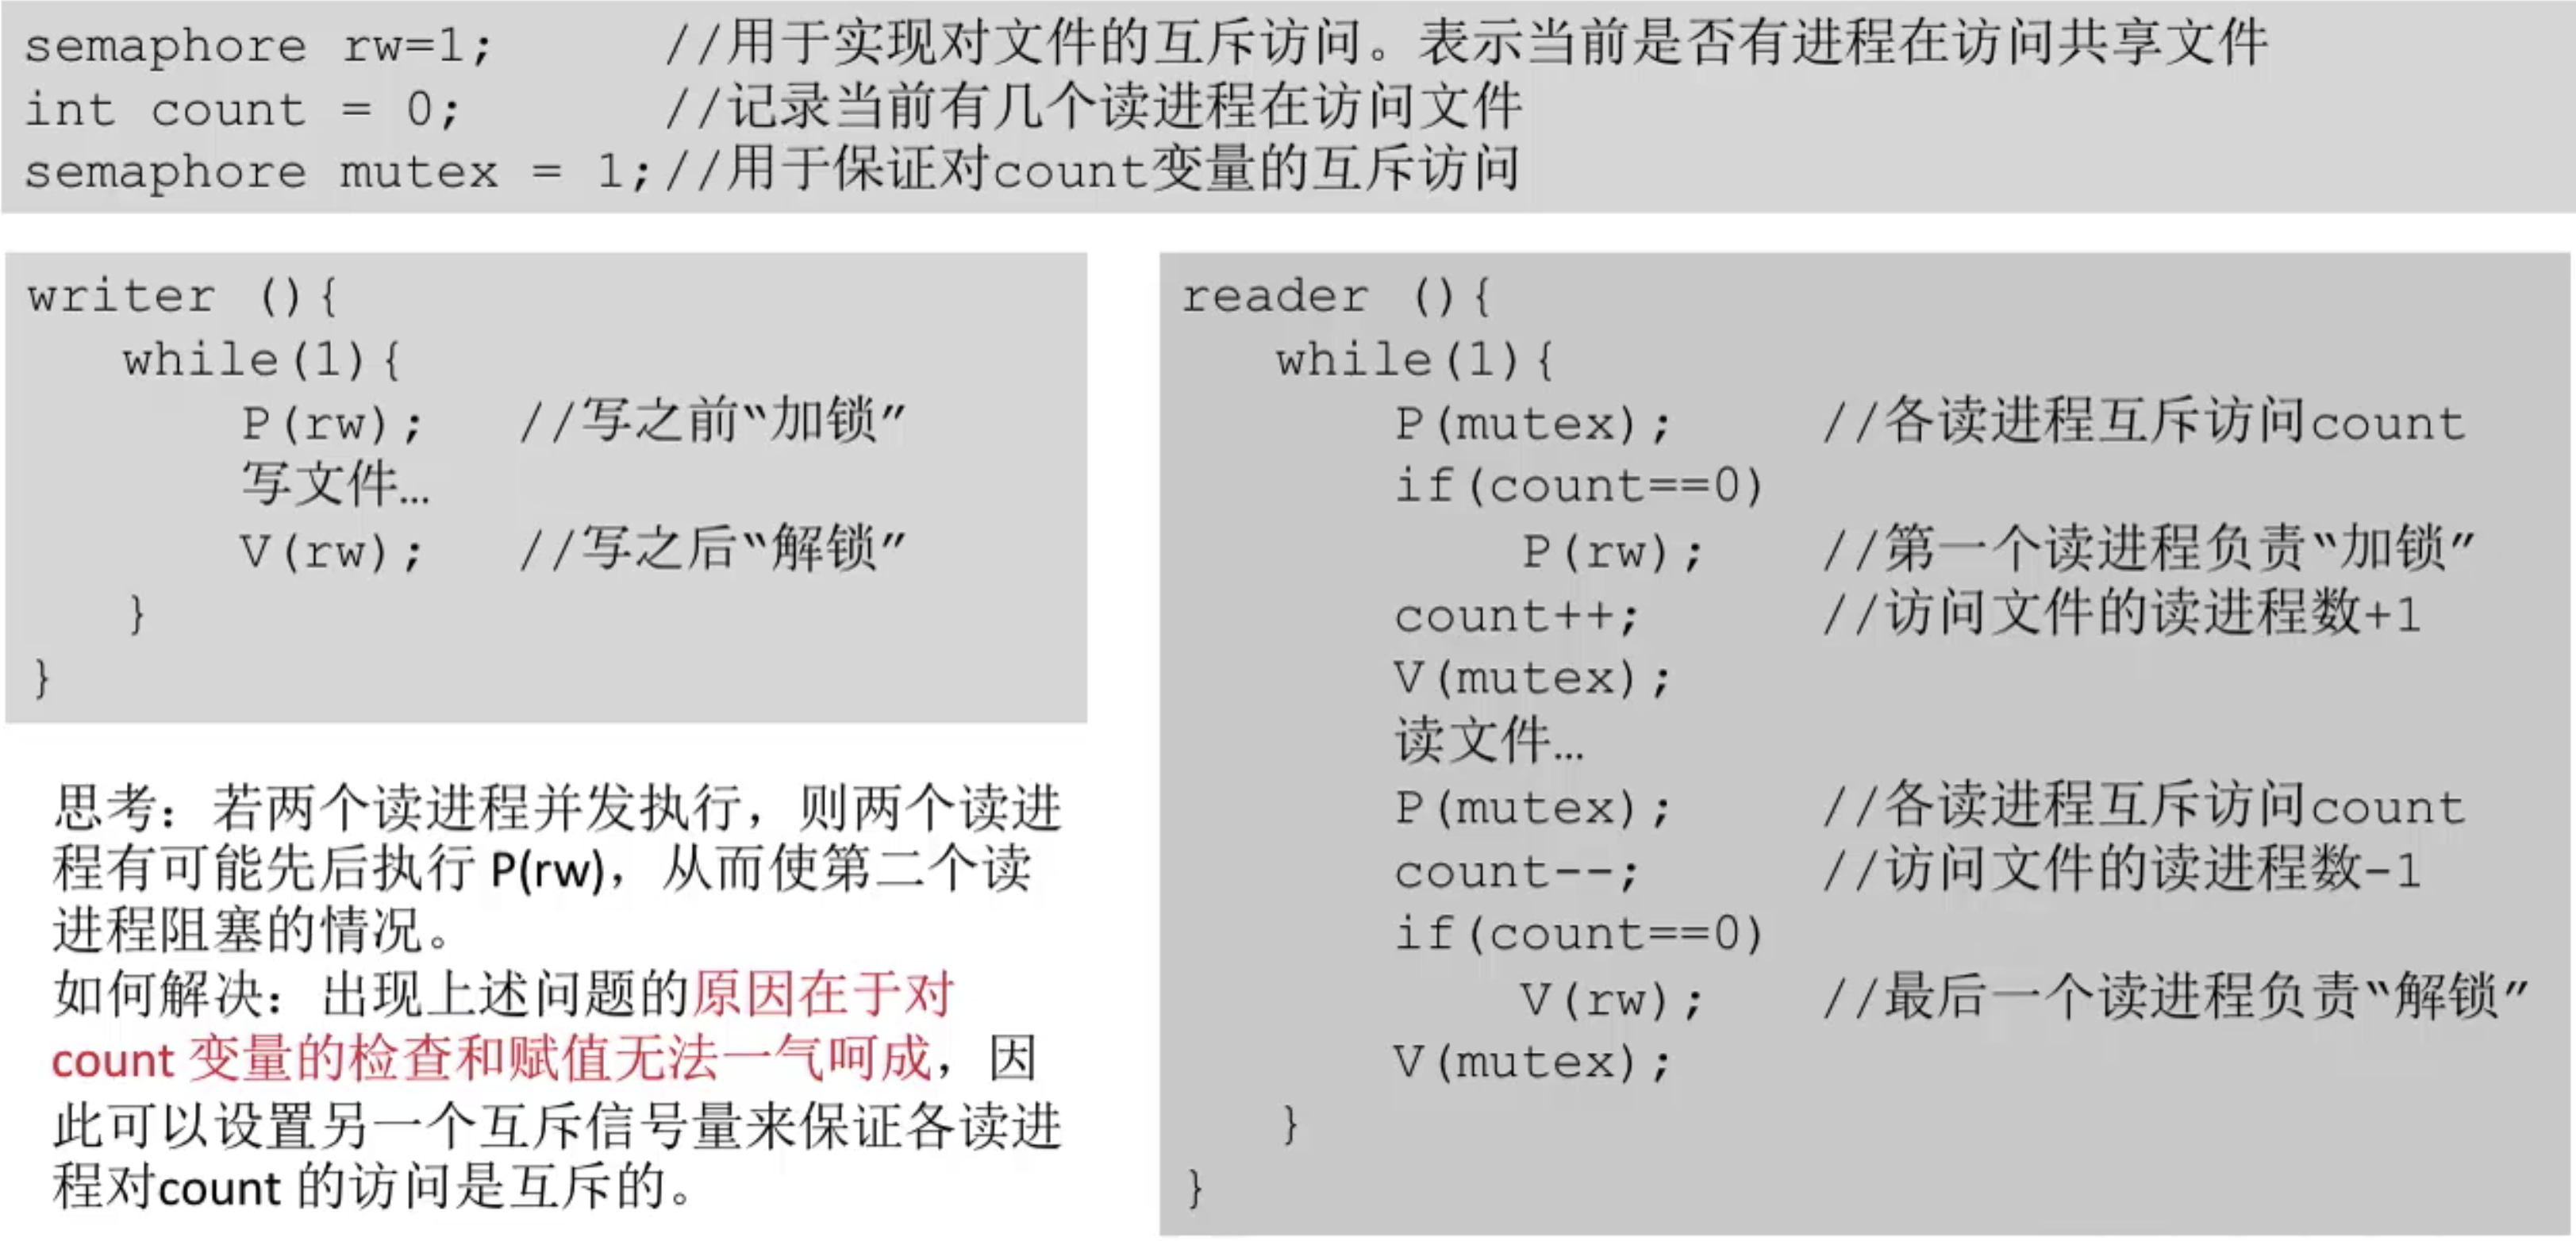 semaphore rw=1; //用于实现对文件的互斥访问。表示当前是否有进程在访问共享文件
int count = 0; //记录当前有几个读进程在访问文件
semaphore mutex = 1;//用于保证对count变量的互斥访问
writer (){
while(1){
P(rw); //写之前“加锁”
写文件…
V(rw); //写之后“解锁”
}
}
思考：若两个读进程并发执行，则两个读进
程有可能先后执行 P(rw)，从而使第二个读
进程阻塞的情况。
如何解决：出现上述问题的原因在于对
count 变量的检查和赋值无法一气呵成，因
此可以设置另一个互斥信号量来保证各读进
程对count 的访问是互斥的。
reader (){
while(1){
P(mutex); //各读进程互斥访问count
if(count==0)
P(rw); //第一个读进程负责“加锁”
count++; //访问文件的读进程数+1
V(mutex);
读文件…
P(mutex); //各读进程互斥访问count
count--; //访问文件的读进程数-1
if(count==0)
V(rw); //最后一个读进程负责“解锁”
V(mutex);
}
}